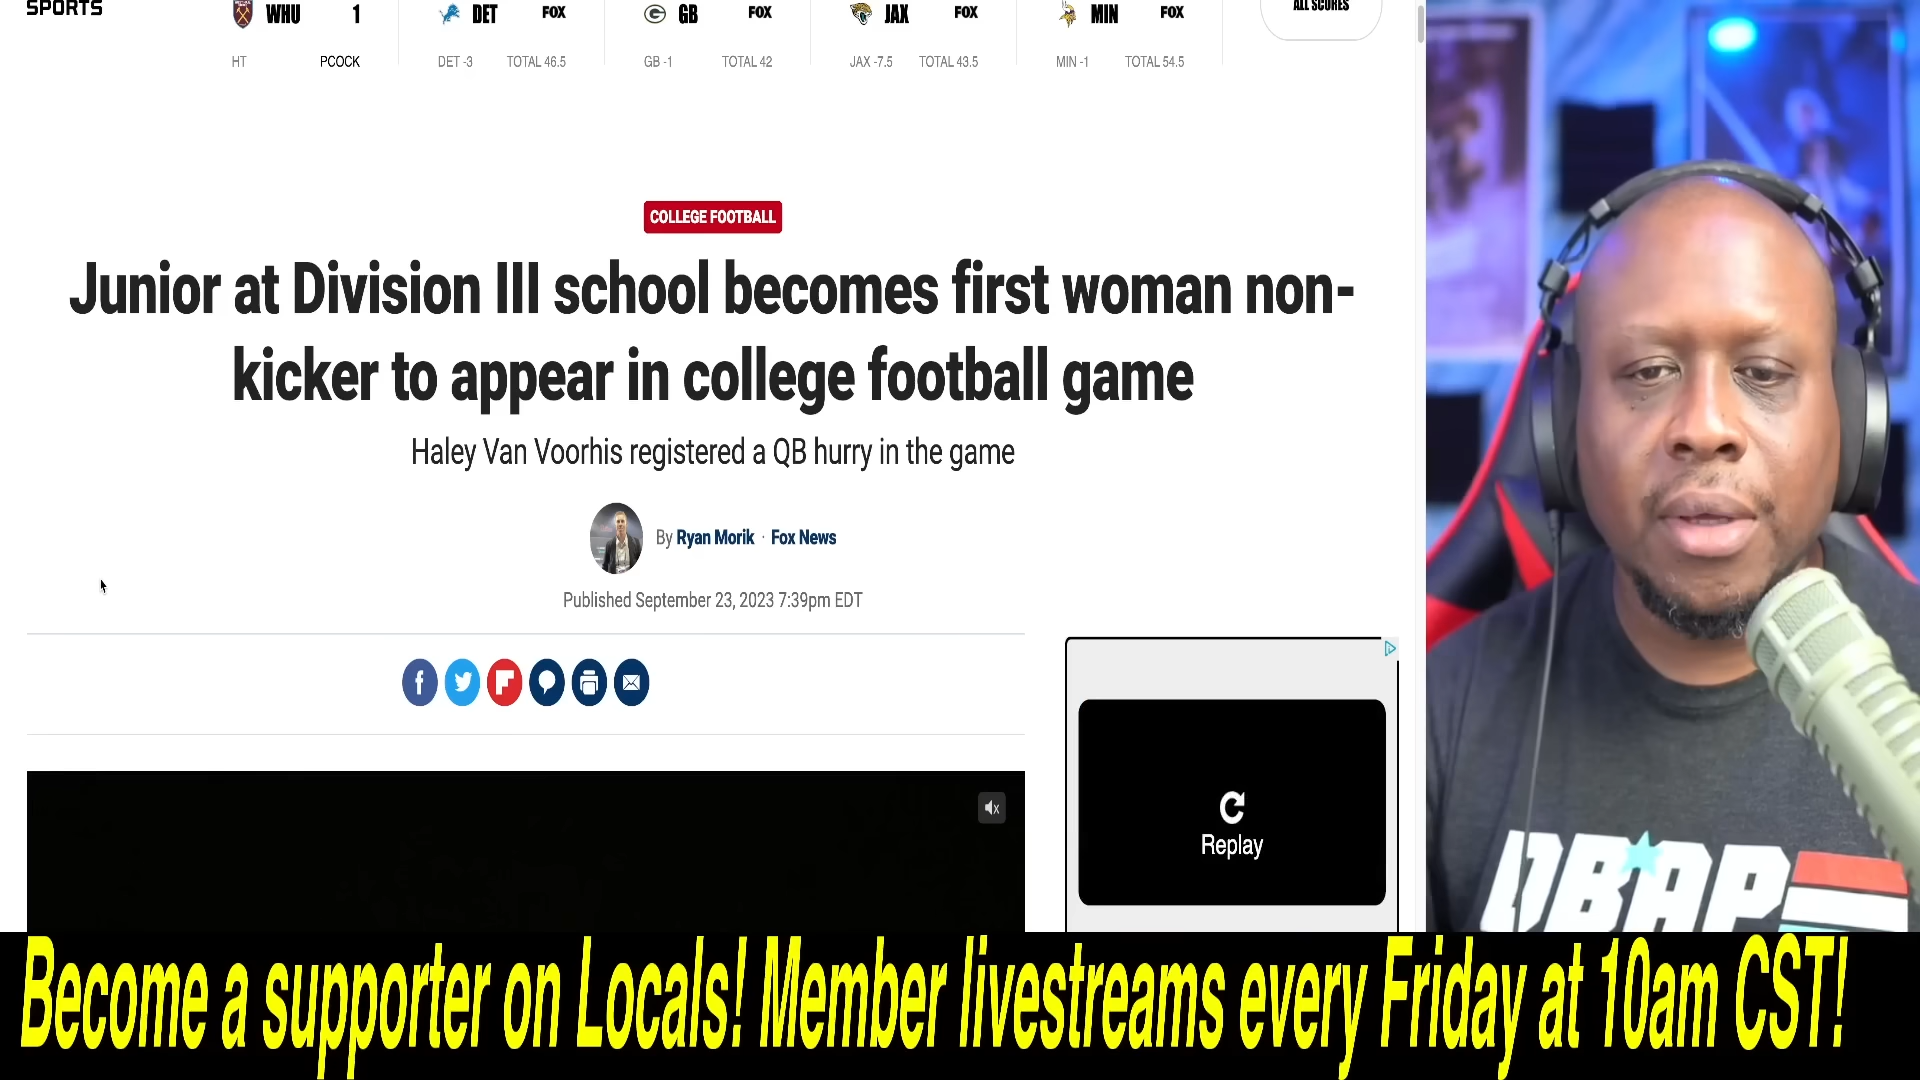 SPORTS
WHU 1
DET FOX
GB FOX
JAX FOX
MIN FOX
ALL SCORES
HT PCOCK
DET -3 TOTAL 46.5
GB -1 TOTAL 42
JAX -7.5 TOTAL 43.5
MIN -1 TOTAL 54.5
COLLEGE FOOTBALL
Junior at Division III school becomes first woman non-
kicker to appear in college football game
Haley Van Voorhis registered a QB hurry in the game
By Ryan Morik · Fox News
Published September 23, 2023 7:39pm EDT
Replay
DBAP
Become a supporter on Locals! Member livestreams every Friday at 10am CST!